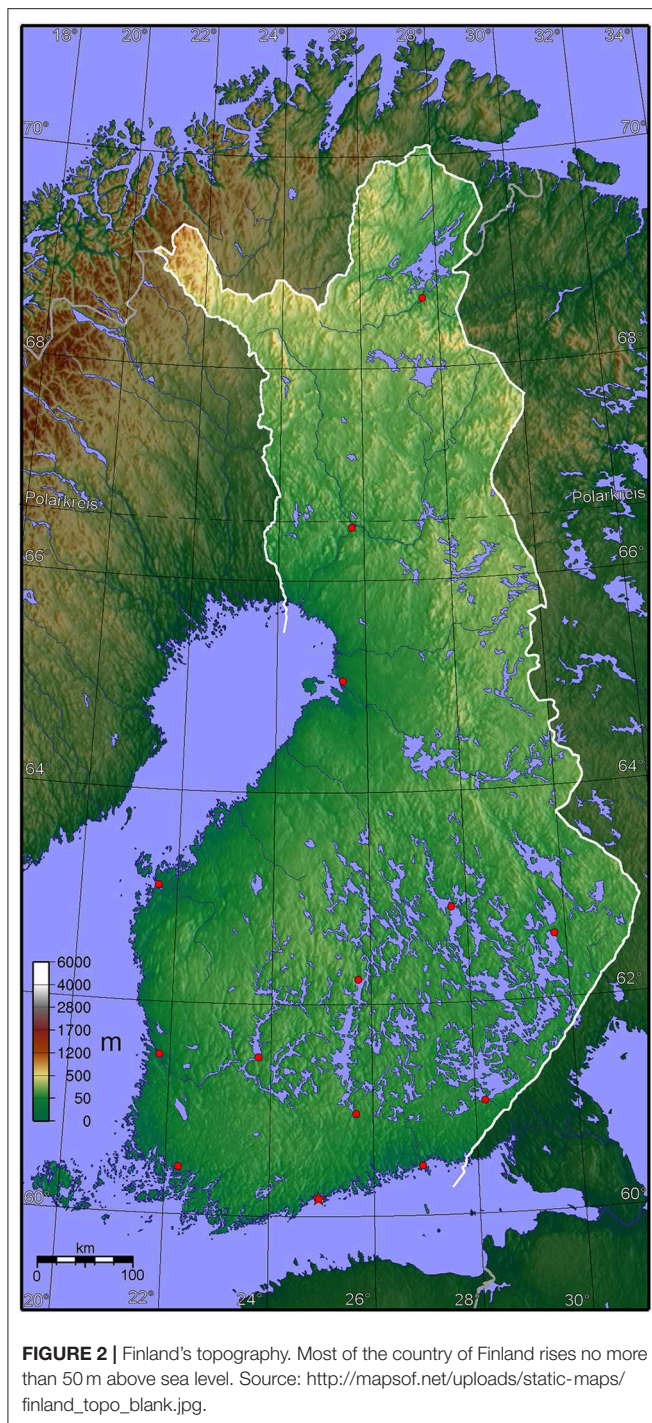 18° 20° 22° 24° 26° 28° 30° 32° 34°
70° 70°
68° 68°
Polarkreis Polarkreis
66° 66°
64° 64°
62°
6000
4000
2800
1700 m
1200
500
50
0
60° 60°
km
0 100
20° 22° 24° 26° 28° 30°
FIGURE 2 | Finland’s topography. Most of the country of Finland rises no more
than 50 m above sea level. Source: http://mapsof.net/uploads/static-maps/
finland_topo_blank.jpg.